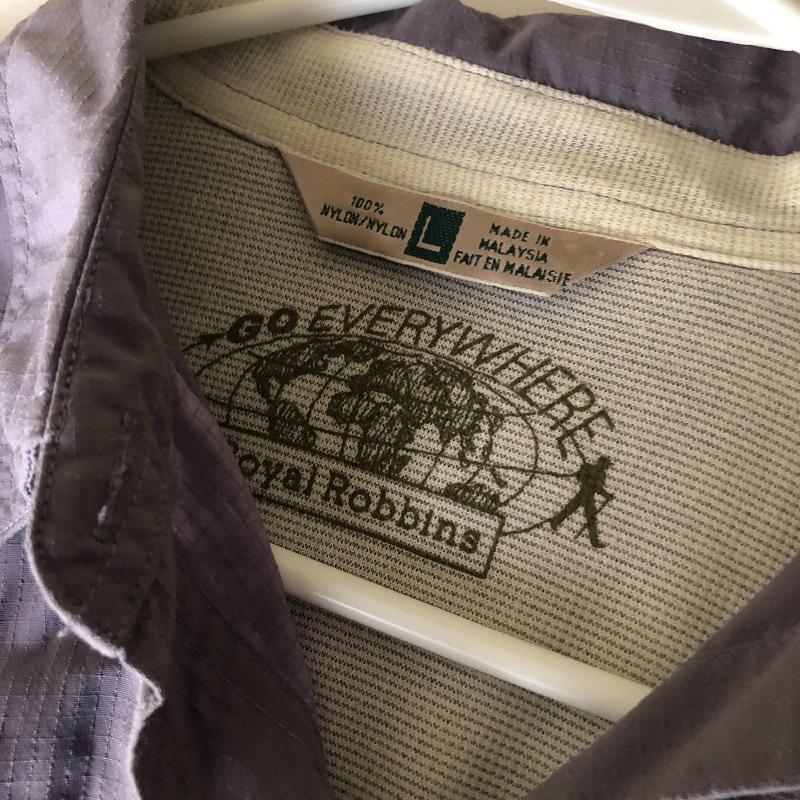 100%
NYLON/NYLON
L
MADE IN
MALAYSIA
FAIT EN MALAISIE
GO EVERYWHERE
Royal Robbins